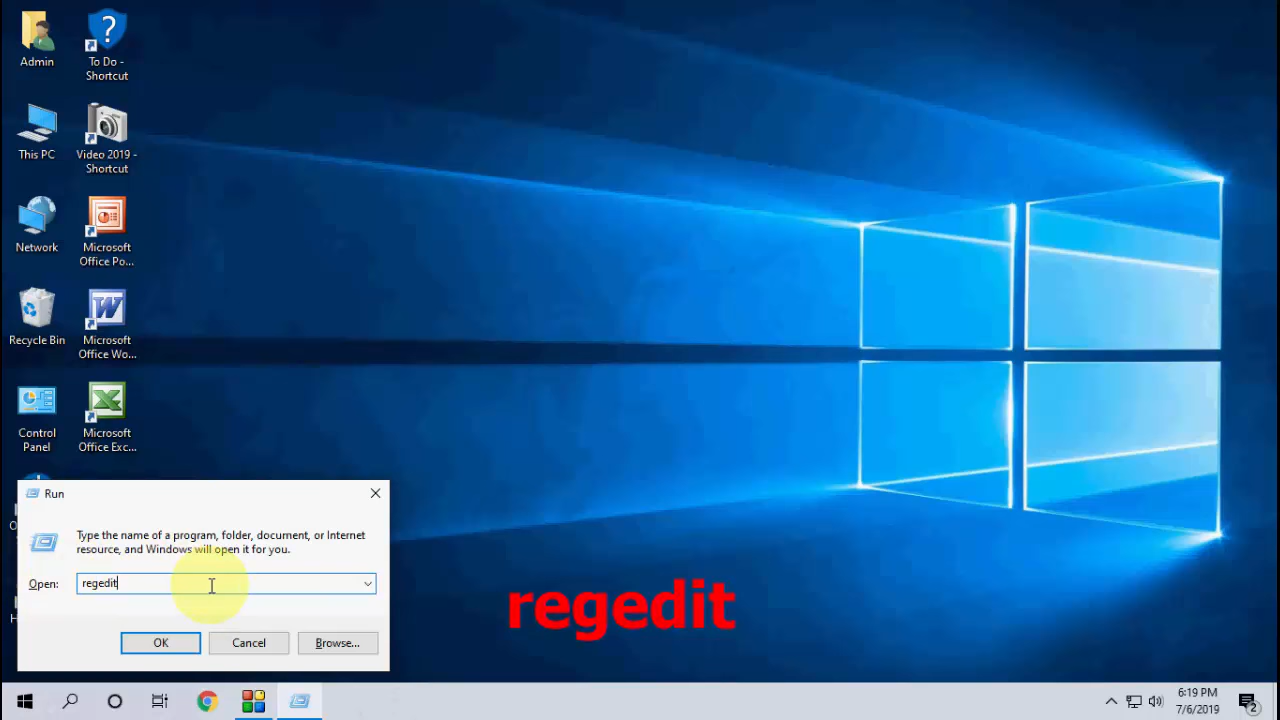 Admin
To Do -
Shortcut
This PC
Video 2019 -
Shortcut
Network
Microsoft
Office Po...
Recycle Bin
Microsoft
Office Wo...
Control
Panel
Microsoft
Office Exc...
Run
Type the name of a program, folder, document, or Internet
resource, and Windows will open it for you.
Open:
regedit
OK
Cancel
Browse...
regedit
6:19 PM
7/6/2019
2